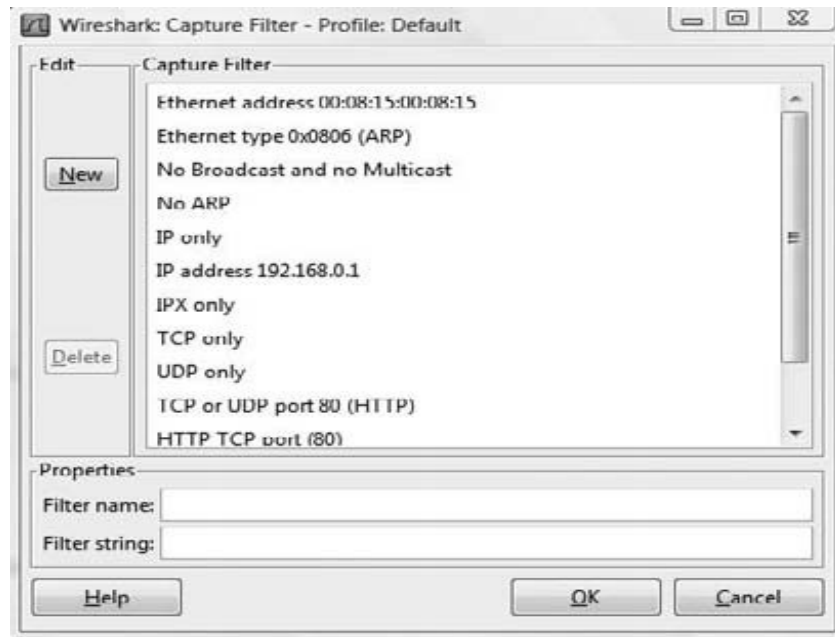 Wireshark: Capture Filter - Profile: Default
Edit
Capture Filter
Ethernet address 00:08:15:00:08:15
Ethernet type 0x0806 (ARP)
No Broadcast and no Multicast
New
No ARP
IP only
IP address 192.168.0.1
IPX only
TCP only
Delete
UDP only
TCP or UDP port 80 (HTTP)
HTTP TCP port (80)
Properties
Filter name:
Filter string:
Help
OK
Cancel